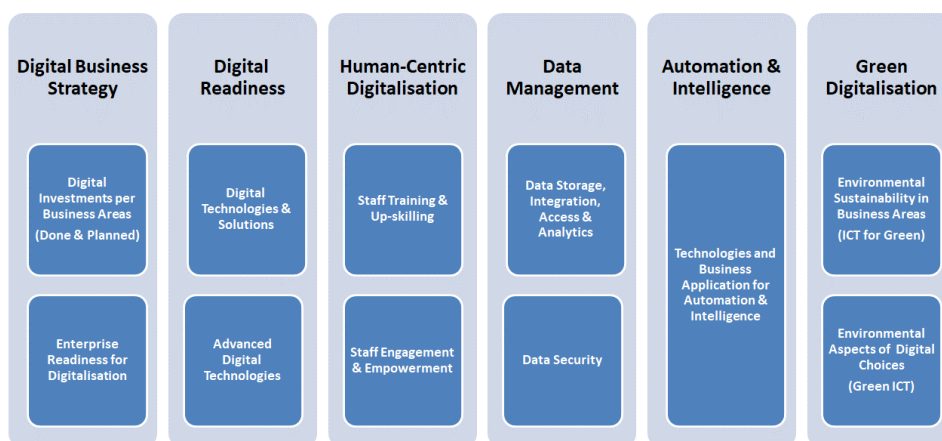 Digital Business
Strategy
Digital
Investments per
Business Areas
(Done & Planned)
Enterprise
Readiness for
Digitalisation
Digital
Readiness
Digital
Technologies &
Solutions
Advanced
Digital
Technologies
Human-Centric
Digitalisation
Staff Training &
Up-skilling
Staff Engagement
& Empowerment
Data
Management
Data Storage,
Integration,
Access &
Analytics
Data Security
Automation &
Intelligence
Technologies and
Business
Application for
Automation &
Intelligence
Green
Digitalisation
Environmental
Sustainability in
Business Areas
(ICT for Green)
Environmental
Aspects of  Digital
Choices
(Green ICT)